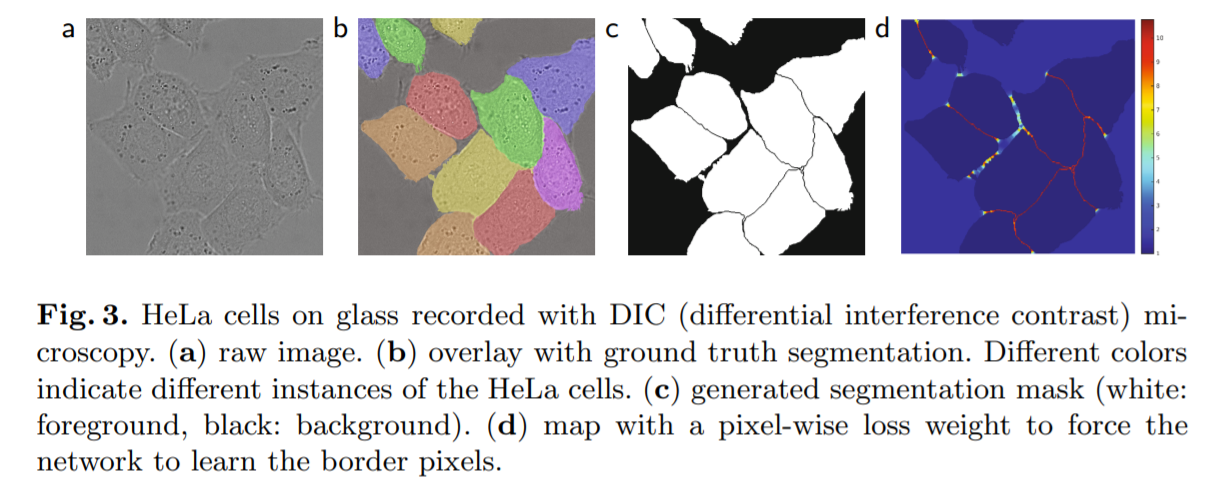 a b c d
10
9
8
7
6
5
4
3
2
1
Fig. 3. HeLa cells on glass recorded with DIC (differential interference contrast) mi-
croscopy. (a) raw image. (b) overlay with ground truth segmentation. Different colors
indicate different instances of the HeLa cells. (c) generated segmentation mask (white:
foreground, black: background). (d) map with a pixel-wise loss weight to force the
network to learn the border pixels.